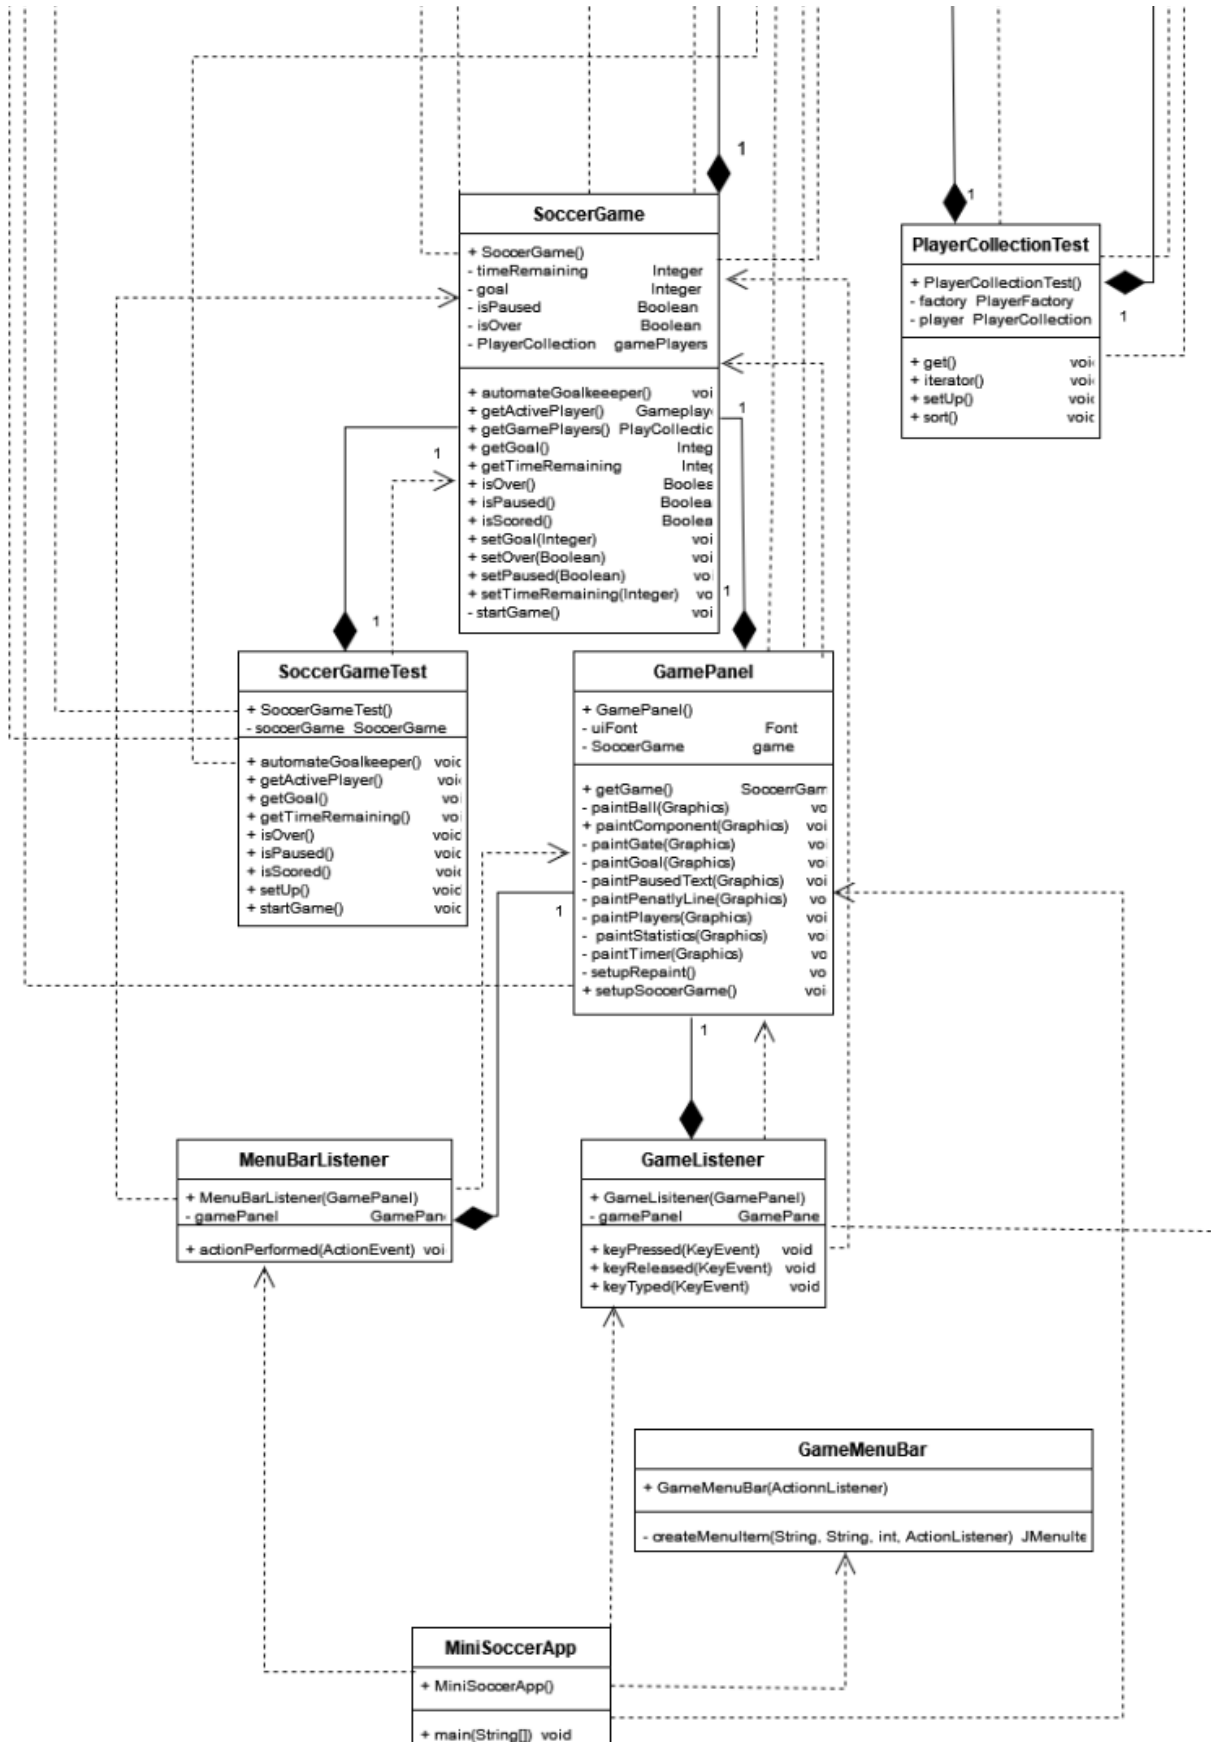 1
SoccerGame
+ SoccerGame()
- timeRemaining Integer
- goal Integer
- isPaused Boolean
- isOver Boolean
- PlayerCollection gamePlayers
+ automateGoalkeeeper() voi
+ getActivePlayer() Gameplay
+ getGamePlayers() PlayCollectic
+ getGoal() Integ
+ getTimeRemaining Integ
+ isOver() Boolea
+ isPaused() Boolea
+ isScored() Boolea
+ setGoal(Integer) voi
+ setOver(Boolean) voi
+ setPaused(Boolean) vo
+ setTimeRemaining(Integer) vo
- startGame() voi
1
PlayerCollectionTest
+ PlayerCollectionTest()
- factory PlayerFactory
- player PlayerCollection
+ get() voi
+ iterator() voi
+ setUp() voic
+ sort() voic
1
1
1
1
1
SoccerGameTest
+ SoccerGameTest()
- soccerGame SoccerGame
+ automateGoalkeeper() voic
+ getActivePlayer() voi
+ getGoal() vo
+ getTimeRemaining() voi
+ isOver() void
+ isPaused() voic
+ isScored() voic
+ setUp() void
+ startGame() voic
GamePanel
+ GamePanel()
- uiFont Font
- SoccerGame game
+ getGame() SoccerrGam
- paintBall(Graphics) vo
+ paintComponent(Graphics) voi
- paintGate(Graphics) voi
- paintGoal(Graphics) voi
- paintPausedText(Graphics) voi
- paintPenatlyLine(Graphics) vo
- paintPlayers(Graphics) voi
- paintStatistics(Graphics) voi
- paintTimer(Graphics) vo
- setupRepaint() vo
+ setupSoccerGame() voi
1
1
MenuBarListener
+ MenuBarListener(GamePanel)
- gamePanel GamePan
+ actionPerformed(ActionEvent) voi
GameListener
+ GameLisitener(GamePanel)
- gamePanel GamePane
+ keyPressed(KeyEvent) void
+ keyReleased(KeyEvent) void
+ keyTyped(KeyEvent) void
GameMenuBar
+ GameMenuBar(ActionnListener)
- createMenuItem(String, String, int, ActionListener) JMenuIte
MiniSoccerApp
+ MiniSoccerApp()
+ main(String[]) void